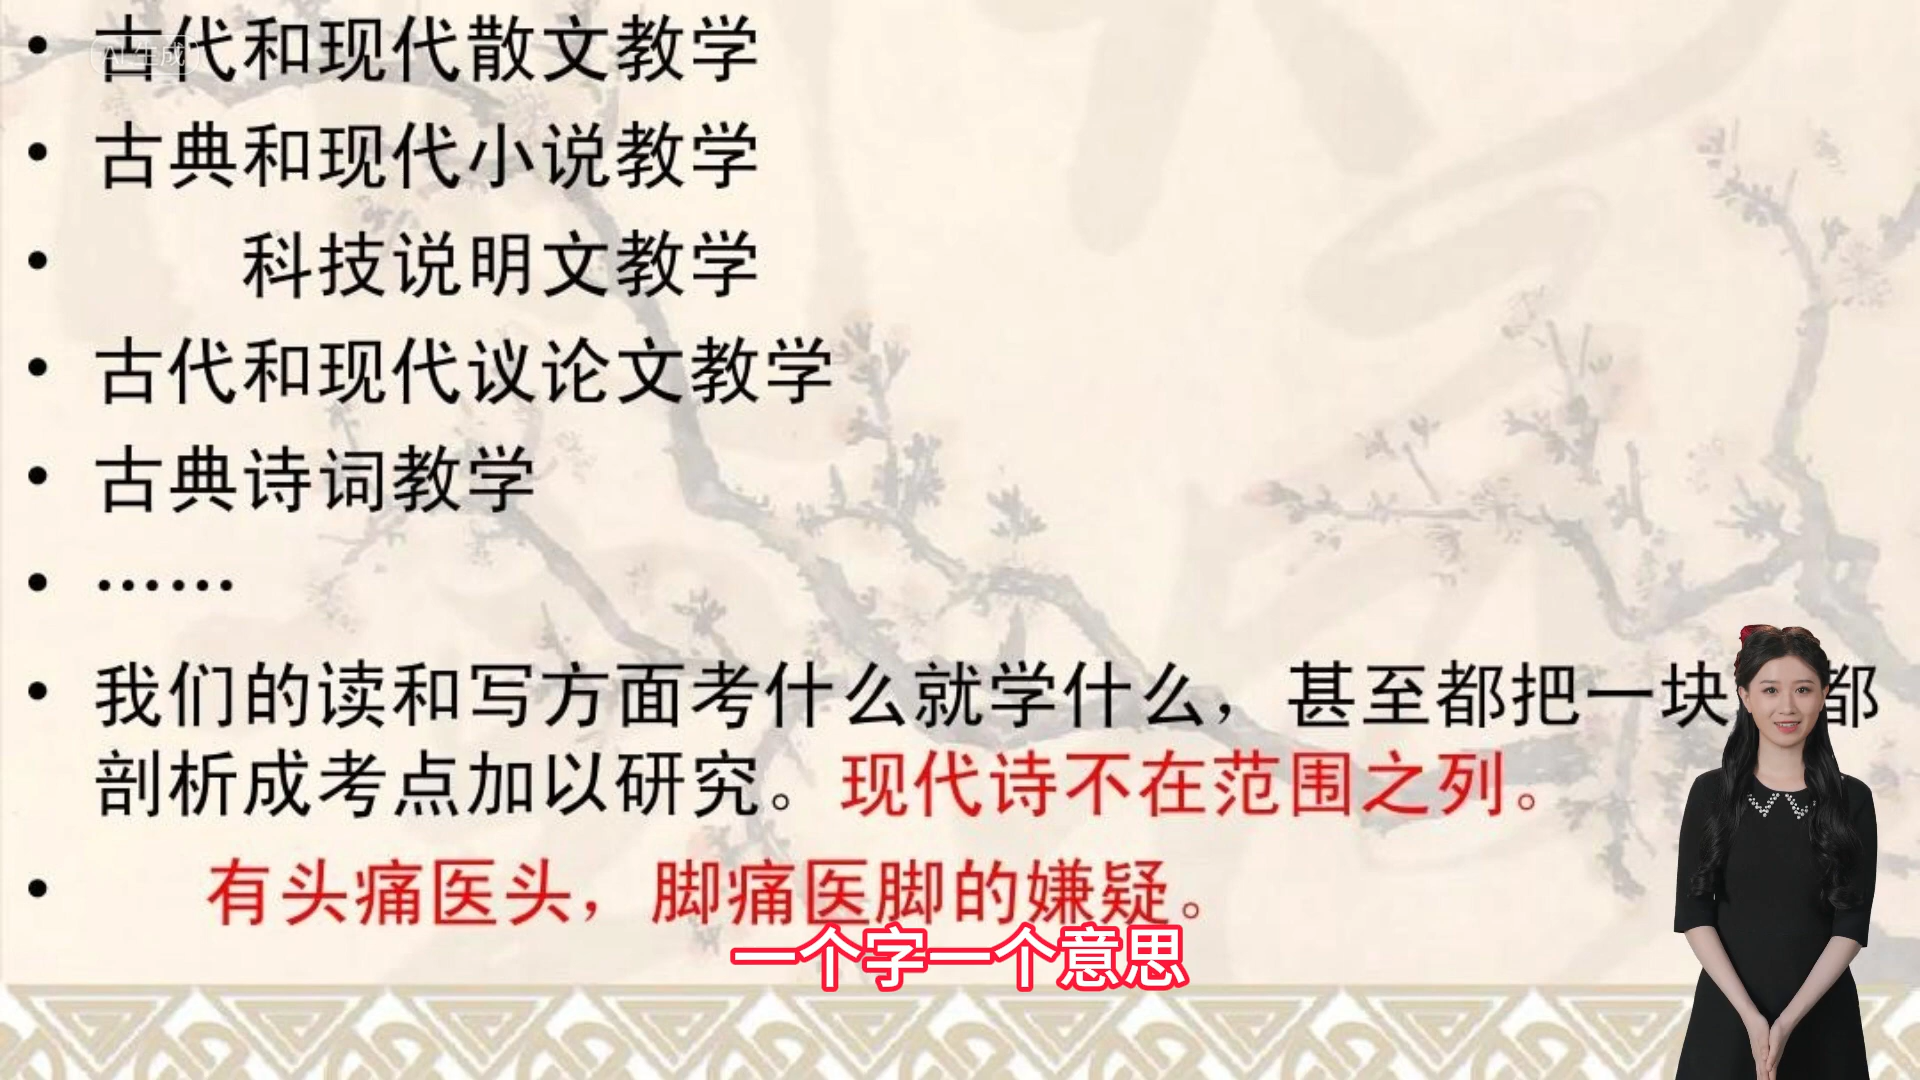 AI生成
• 古代和现代散文教学
• 古典和现代小说教学
• 科技说明文教学
• 古代和现代议论文教学
• 古典诗词教学
• ……
• 我们的读和写方面考什么就学什么，甚至都把一块 都
剖析成考点加以研究。现代诗不在范围之列。
• 有头痛医头，脚痛医脚的嫌疑。
一个字一个意思